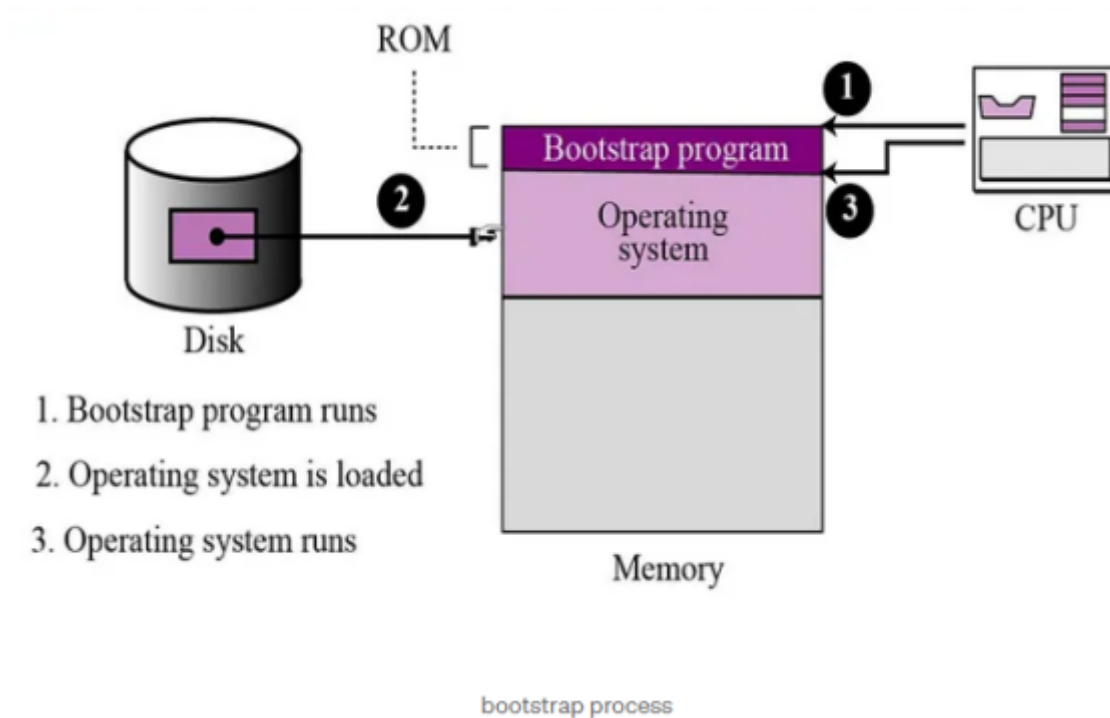 ROM
1
Bootstrap program
2
3
Operating
system
CPU
Disk
1. Bootstrap program runs
2. Operating system is loaded
3. Operating system runs
Memory
bootstrap process